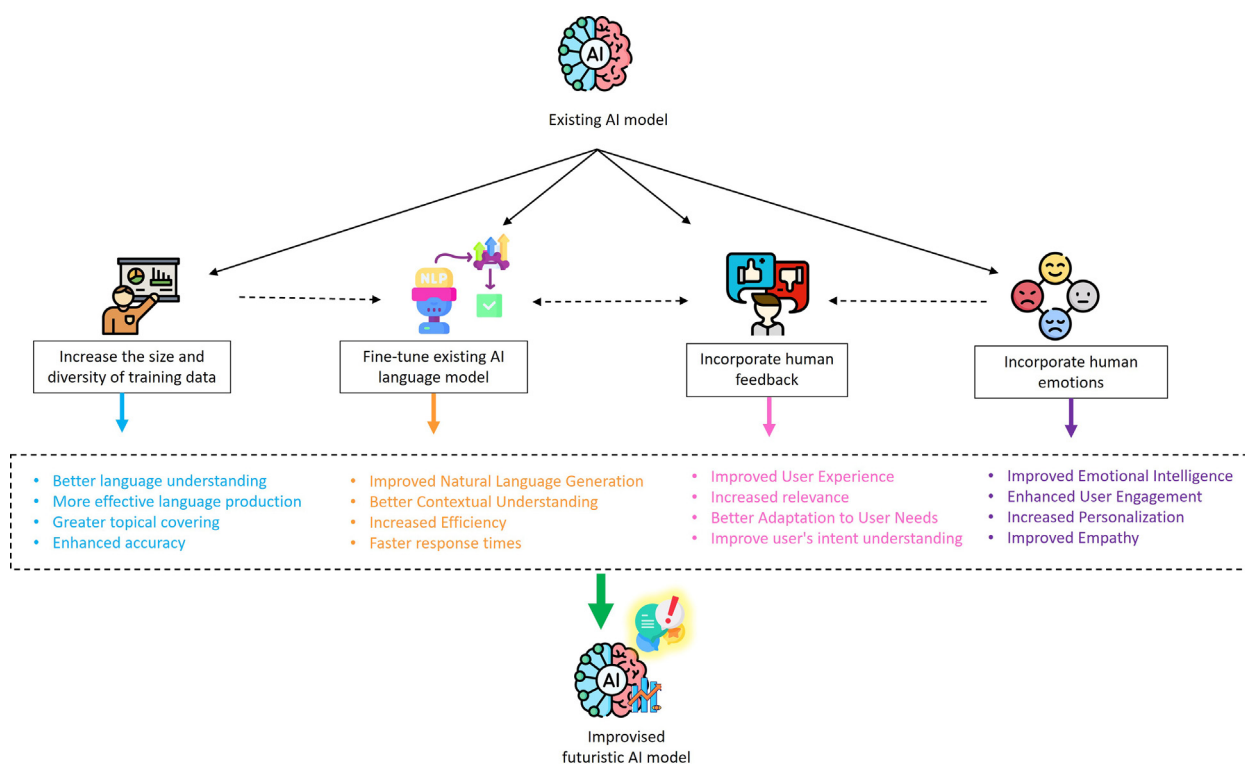 AI
Existing AI model
NLP
Increase the size and
diversity of training data
Fine-tune existing AI
language model
Incorporate human
feedback
Incorporate human
emotions
• Better language understanding
• More effective language production
• Greater topical covering
• Enhanced accuracy
• Improved Natural Language Generation
• Better Contextual Understanding
• Increased Efficiency
• Faster response times
• Improved User Experience
• Increased relevance
• Better Adaptation to User Needs
• Improve user's intent understanding
• Improved Emotional Intelligence
• Enhanced User Engagement
• Increased Personalization
• Improved Empathy
AI
Improvised
futuristic AI model